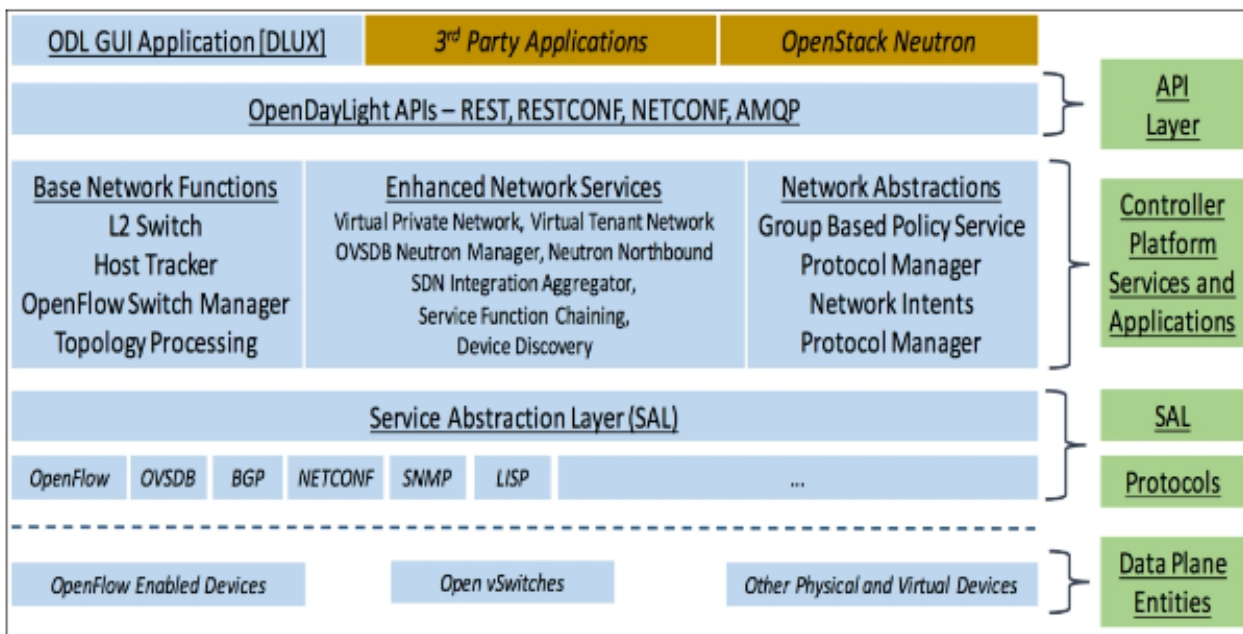 ODL GUI Application [DLUX]
3rd Party Applications
OpenStack Neutron
OpenDayLight APIs – REST, RESTCONF, NETCONF, AMQP
API
Layer
Base Network Functions
L2 Switch
Host Tracker
OpenFlow Switch Manager
Topology Processing
Enhanced Network Services
Virtual Private Network, Virtual Tenant Network
OVSDB Neutron Manager, Neutron Northbound
SDN Integration Aggregator,
Service Function Chaining,
Device Discovery
Network Abstractions
Group Based Policy Service
Protocol Manager
Network Intents
Protocol Manager
Controller
Platform
Services and
Applications
Service Abstraction Layer (SAL)
SAL
OpenFlow
OVSDB
BGP
NETCONF
SNMP
LISP
...
Protocols
OpenFlow Enabled Devices
Open vSwitches
Other Physical and Virtual Devices
Data Plane
Entities